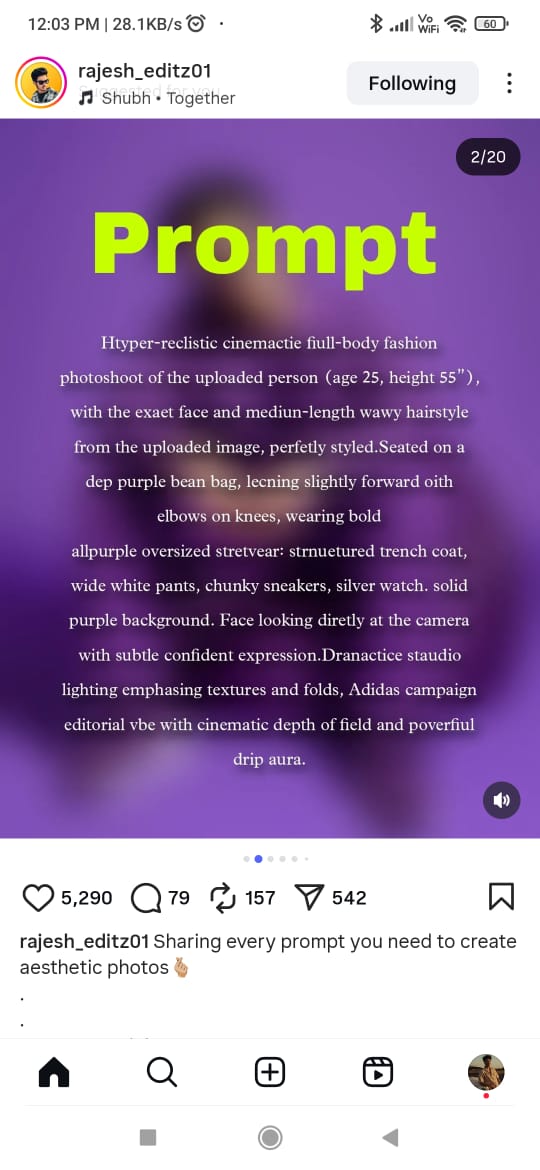 12:03 PM | 28.1KB/s
Vo
WiFi
60
rajesh_editz01
Suggested for you
Shubh • Together
Following
2/20
Prompt
Htyper-reclistic cinemactie fiull-body fashion
photoshoot of the uploaded person (age 25, height 55”),
with the exaet face and mediun-length wawy hairstyle
from the uploaded image, perfetly styled.Seated on a
dep purple bean bag, lecning slightly forward oith
elbows on knees, wearing bold
allpurple oversized stretvear: strnuetured trench coat,
wide white pants, chunky sneakers, silver watch. solid
purple background. Face looking diretly at the camera
with subtle confident expression.Dranactice staudio
lighting emphasing textures and folds, Adidas campaign
editorial vbe with cinematic depth of field and poverfiul
drip aura.
5,290 79 157 542
rajesh_editz01 Sharing every prompt you need to create
aesthetic photos🫰🏼
.
.